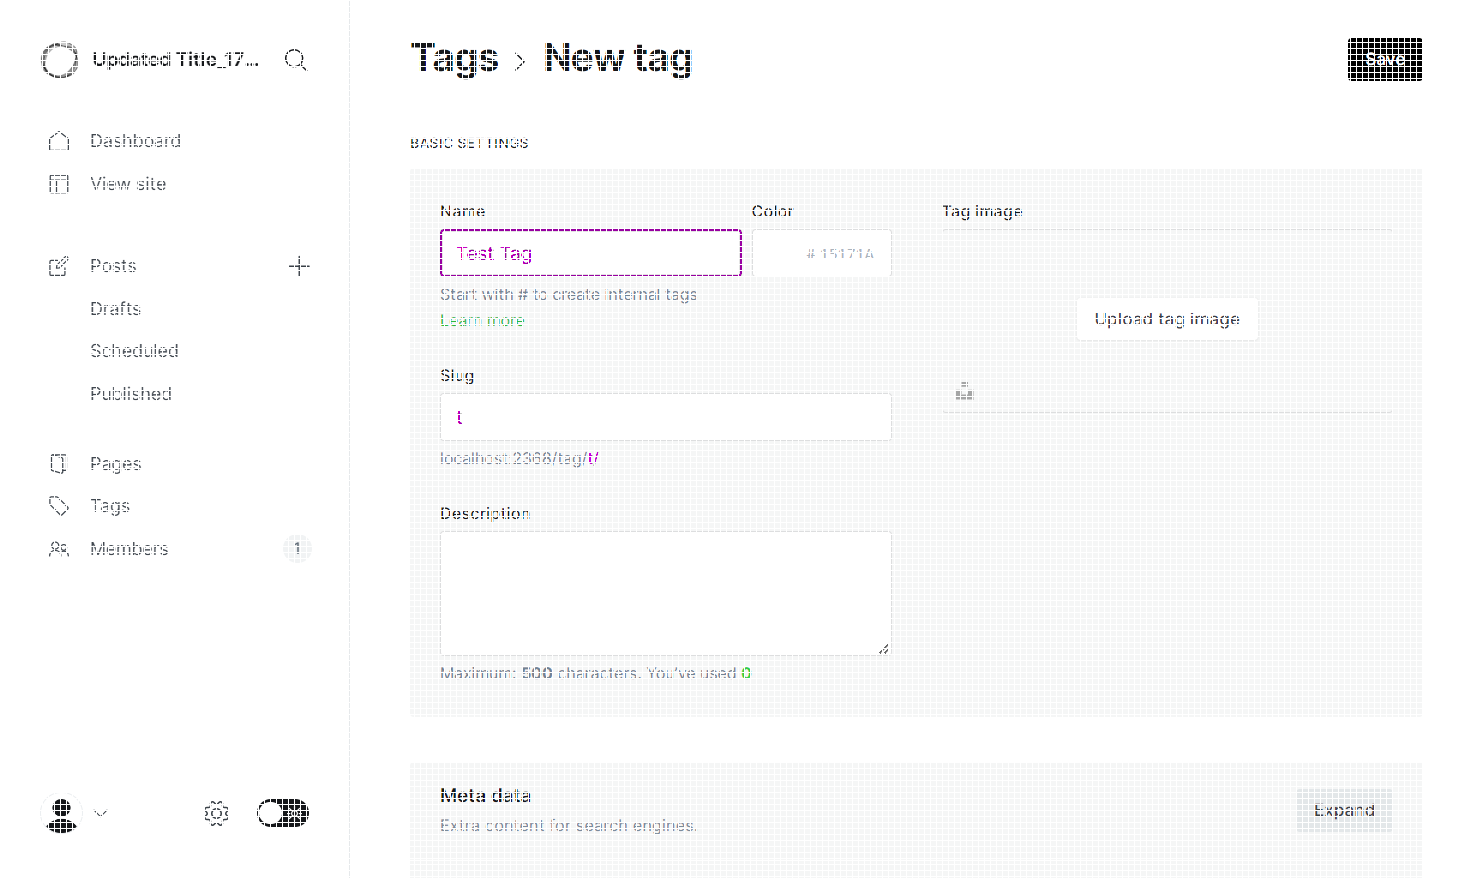 Updated Title_17...
Dashboard
View site
Posts
Drafts
Scheduled
Published
Pages
Tags
Members
1
Tags > New tag
Save
BASIC SETTINGS
Name
Test Tag
Start with # to create internal tags
Learn more
Color
# 15171A
Tag image
Upload tag image
Slug
t
localhost:2368/tag/t/
Description
Maximum: 500 characters. You've used 0
Meta data
Extra content for search engines.
Expand